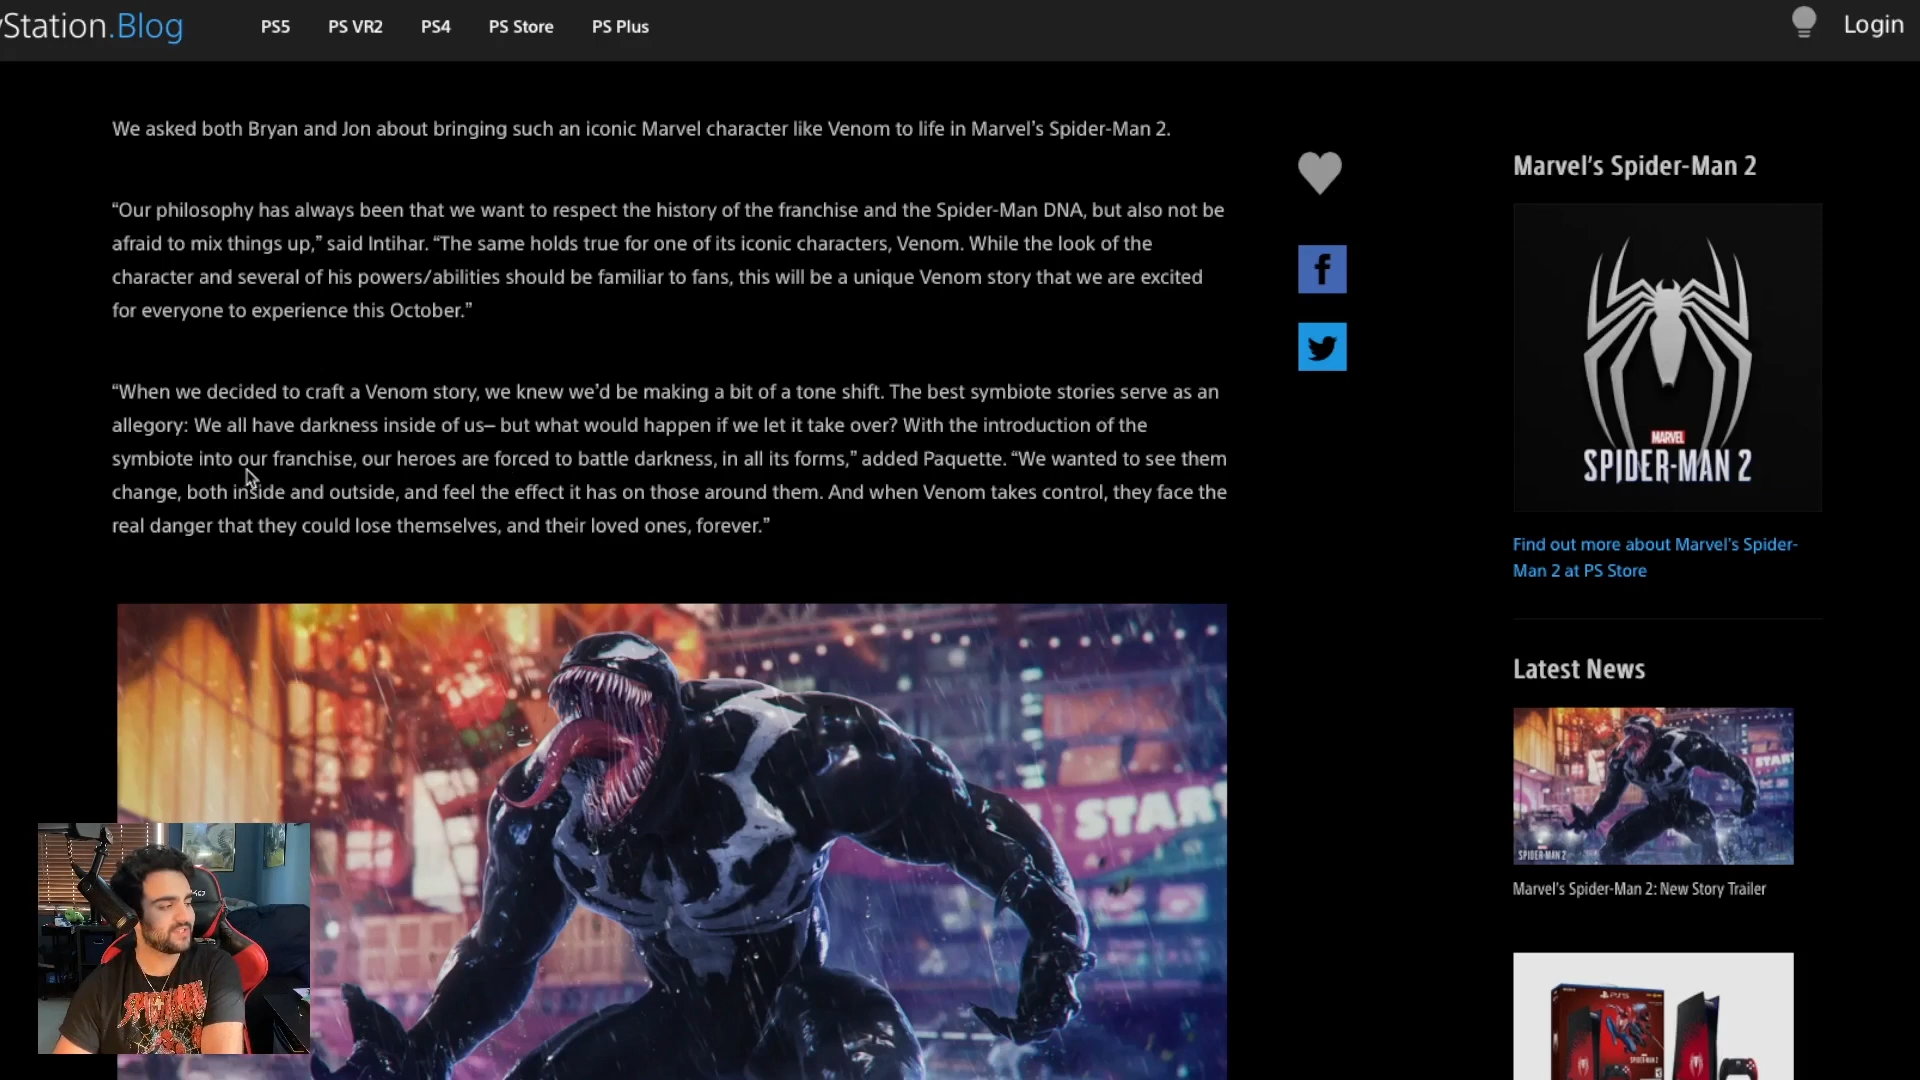 Station.Blog
PS5
PS VR2
PS4
PS Store
PS Plus
Login
We asked both Bryan and Jon about bringing such an iconic Marvel character like Venom to life in Marvel's Spider-Man 2.
“Our philosophy has always been that we want to respect the history of the franchise and the Spider-Man DNA, but also not be
afraid to mix things up,” said Intihar. “The same holds true for one of its iconic characters, Venom. While the look of the
character and several of his powers/abilities should be familiar to fans, this will be a unique Venom story that we are excited
for everyone to experience this October.”
“When we decided to craft a Venom story, we knew we'd be making a bit of a tone shift. The best symbiote stories serve as an
allegory: We all have darkness inside of us– but what would happen if we let it take over? With the introduction of the
symbiote into our franchise, our heroes are forced to battle darkness, in all its forms,” added Paquette. “We wanted to see them
change, both inside and outside, and feel the effect it has on those around them. And when Venom takes control, they face the
real danger that they could lose themselves, and their loved ones, forever.”
START
Marvel's Spider-Man 2
MARVEL
SPIDER-MAN 2
Find out more about Marvel's Spider-
Man 2 at PS Store
Latest News
START
SPIDER-MAN 2
Marvel's Spider-Man 2: New Story Trailer
PS5
SPIDER-MAN 2